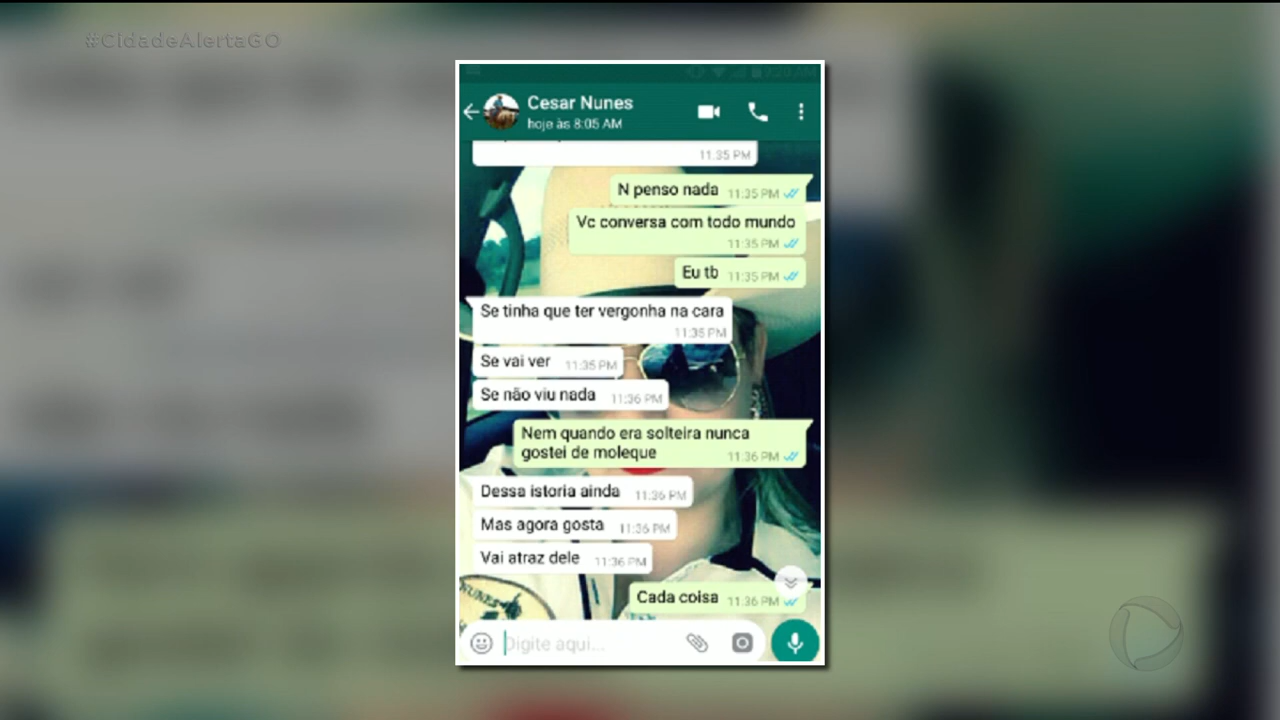 #CidadeAlertaGO
Cesar Nunes
hoje às 8:05 AM
11:35 PM
N penso nada 11:35 PM
Vc conversa com todo mundo
11:35 PM
Eu tb 11:35 PM
Se tinha que ter vergonha na cara
11:35 PM
Se vai ver 11:35 PM
Se não viu nada 11:36 PM
Nem quando era solteira nunca
gostei de moleque 11:36 PM
Dessa istoria ainda 11:36 PM
Mas agora gosta 11:36 PM
Vai atraz dele 11:36 PM
NUNES
Cada coisa 11:36 PM
Digite aqui...